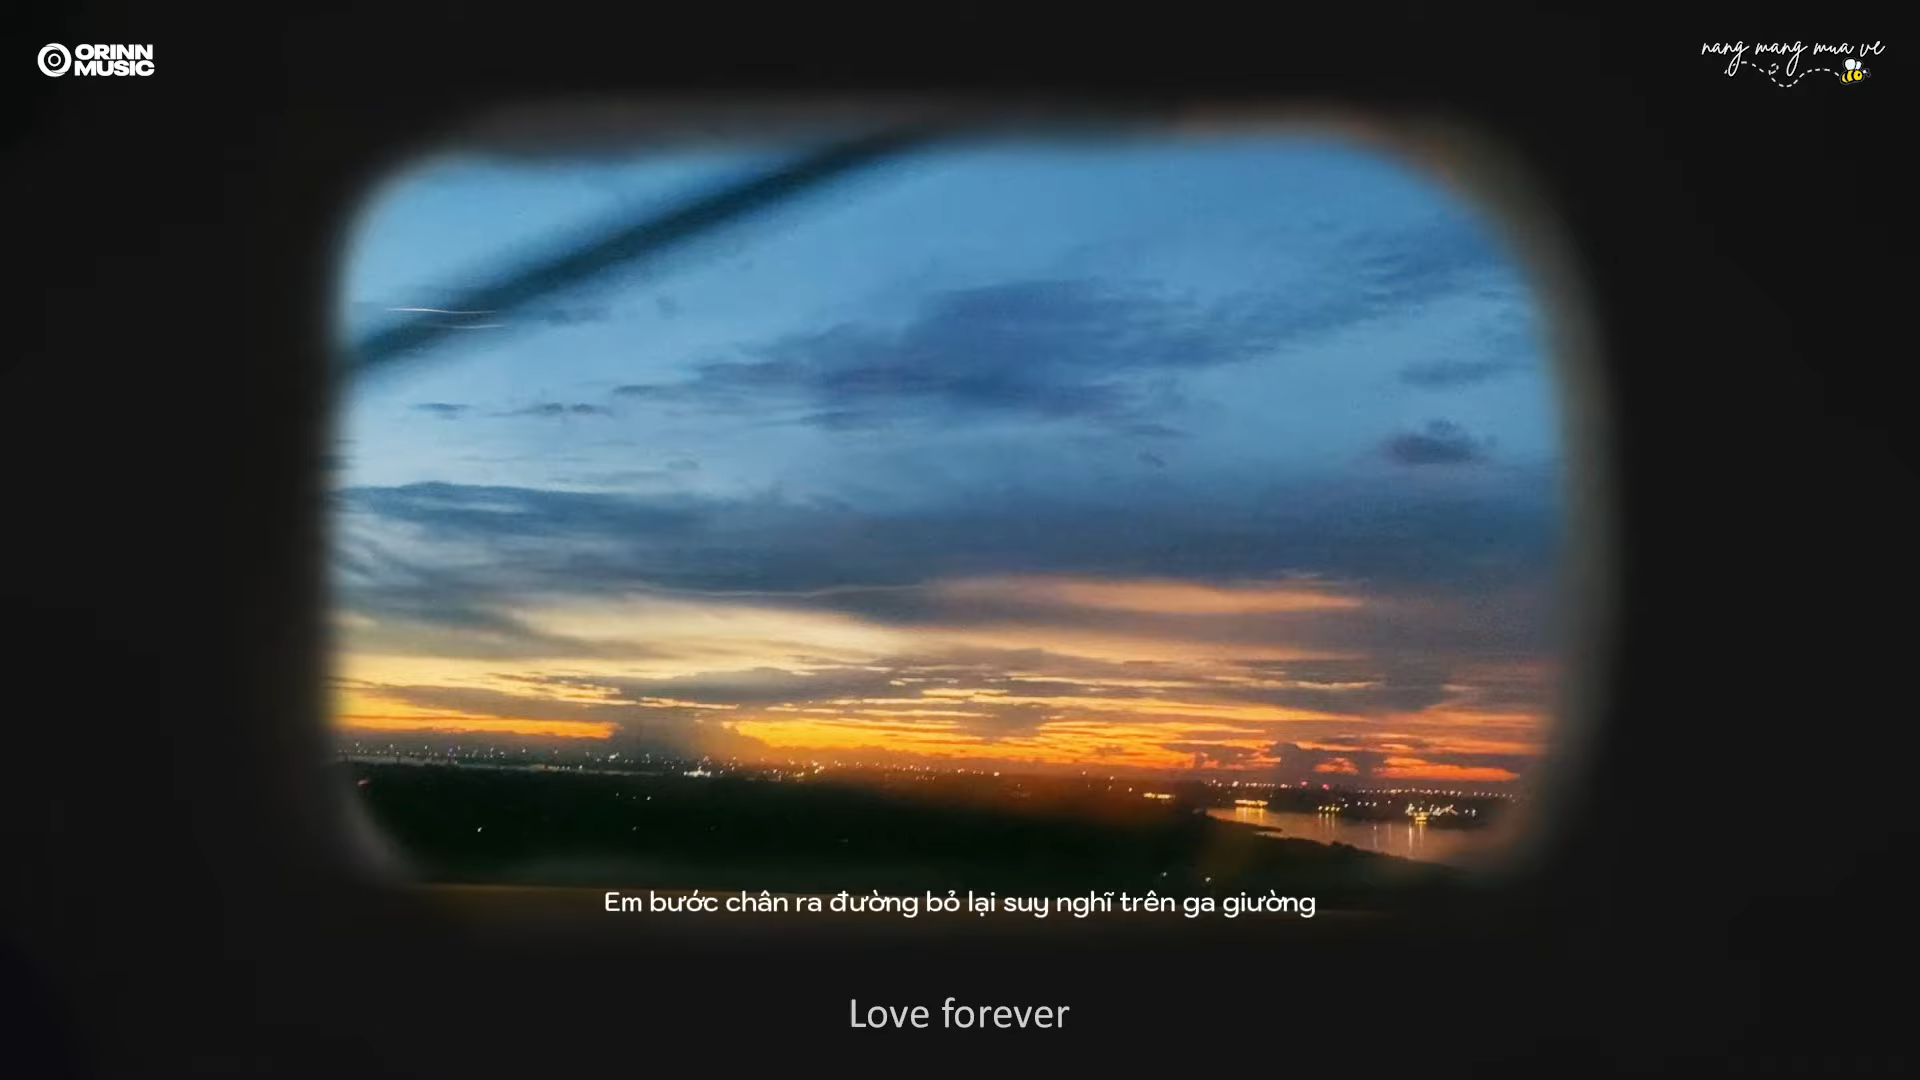 ORINN
MUSIC
nang mang mua ve
Em bước chân ra đường bỏ lại suy nghĩ trên ga giường
Love forever